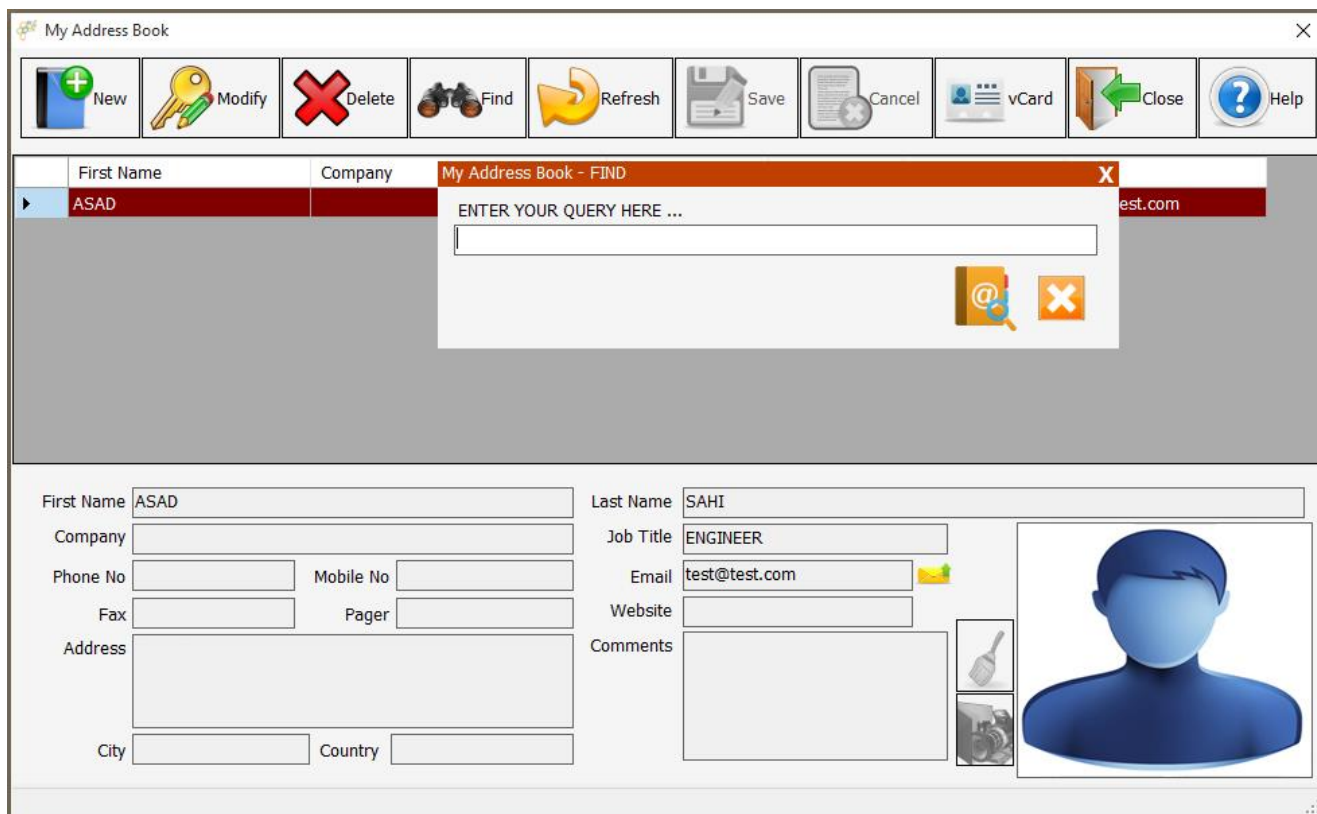 My Address Book
New Modify Delete Find Refresh Save Cancel vCard Close Help
First Name Company My Address Book - FIND X
ASAD est.com
ENTER YOUR QUERY HERE ...
First Name ASAD Last Name SAHI
Company Job Title ENGINEER
Phone No Mobile No Email test@test.com
Fax Pager Website
Address Comments
City Country